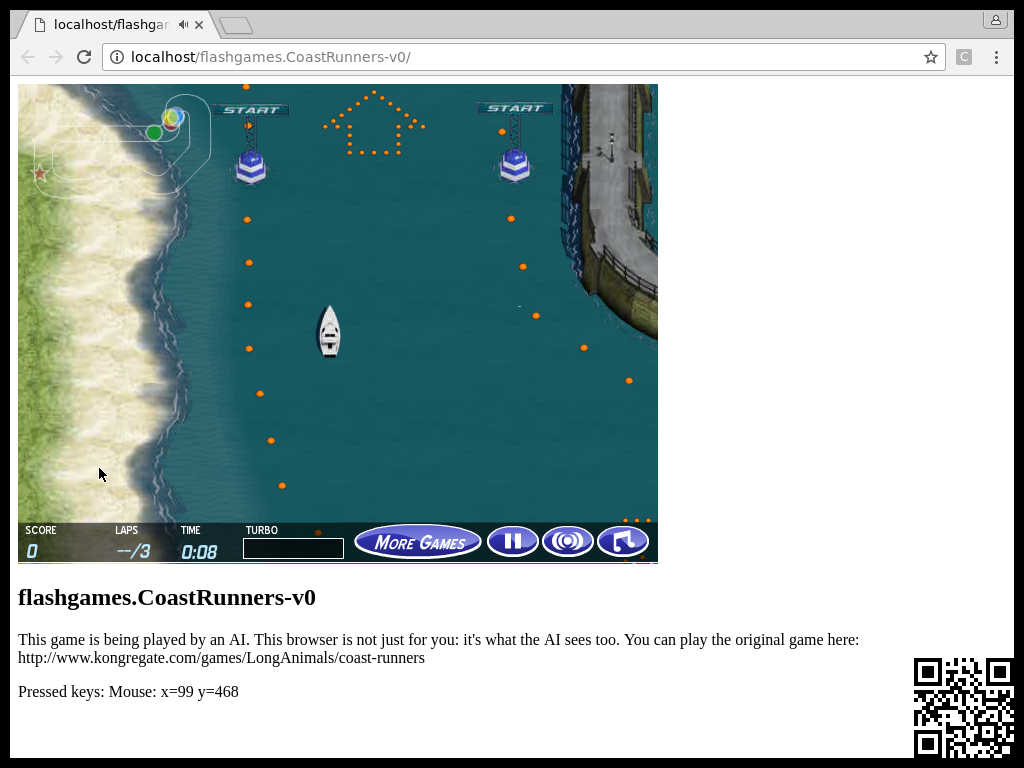 localhost/flashgar
localhost/flashgames.CoastRunners-v0/
C
START
START
SCORE
LAPS
TIME
TURBO
0
--/3
0:08
MORE GAMES
flashgames.CoastRunners-v0
This game is being played by an AI. This browser is not just for you: it's what the AI sees too. You can play the original game here:
http://www.kongregate.com/games/LongAnimals/coast-runners
Pressed keys: Mouse: x=99 y=468